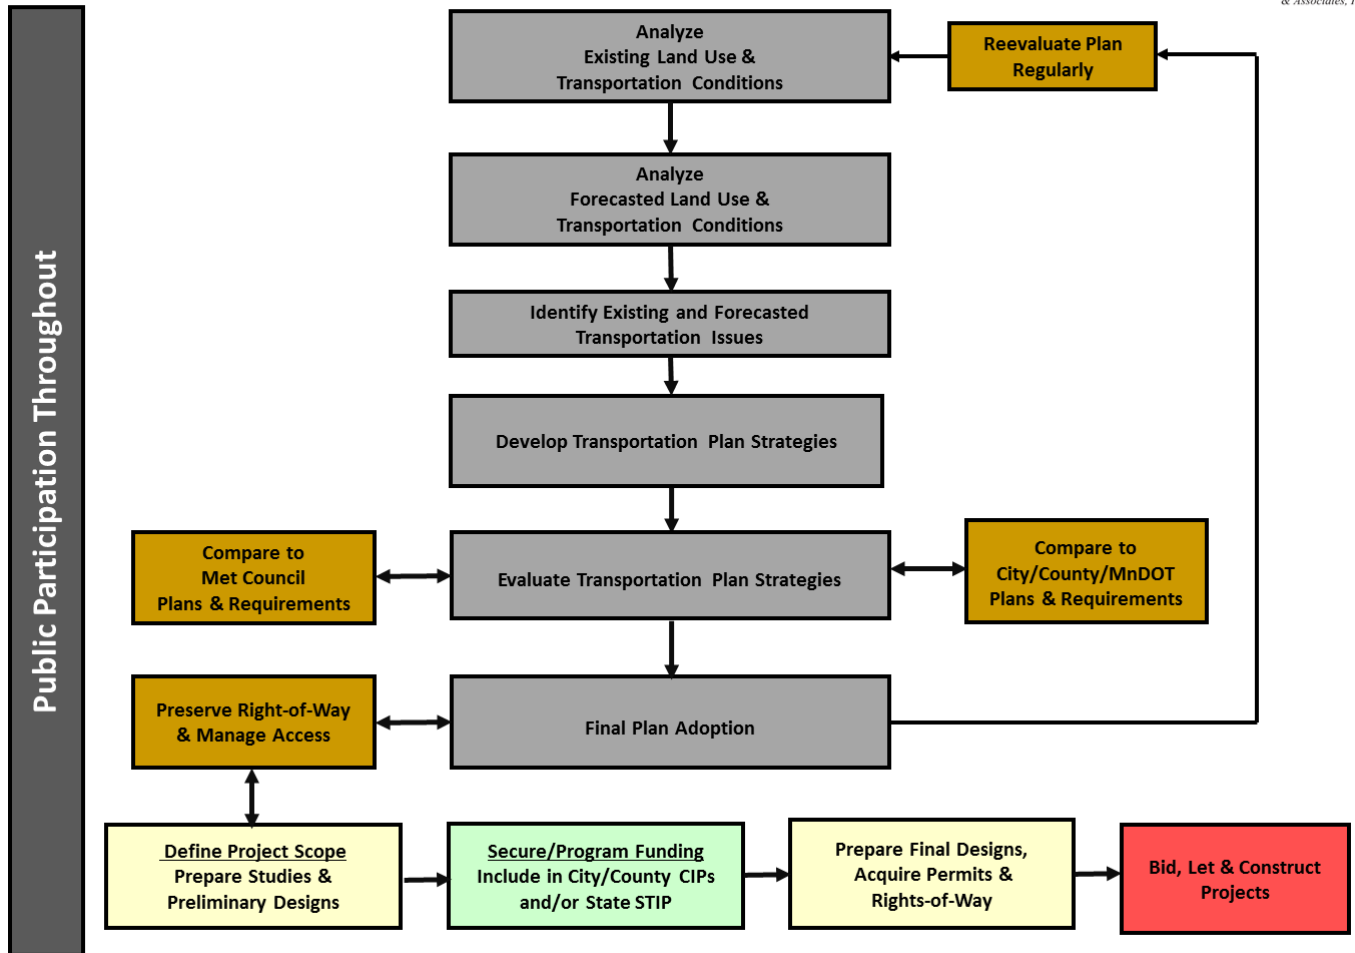 & Associates, I
Public Participation Throughout
Analyze
Existing Land Use &
Transportation Conditions
Reevaluate Plan
Regularly
Analyze
Forecasted Land Use &
Transportation Conditions
Identify Existing and Forecasted
Transportation Issues
Develop Transportation Plan Strategies
Compare to
Met Council
Plans & Requirements
Evaluate Transportation Plan Strategies
Compare to
City/County/MnDOT
Plans & Requirements
Preserve Right-of-Way
& Manage Access
Final Plan Adoption
Define Project Scope
Prepare Studies &
Preliminary Designs
Secure/Program Funding
Include in City/County CIPs
and/or State STIP
Prepare Final Designs,
Acquire Permits &
Rights-of-Way
Bid, Let & Construct
Projects